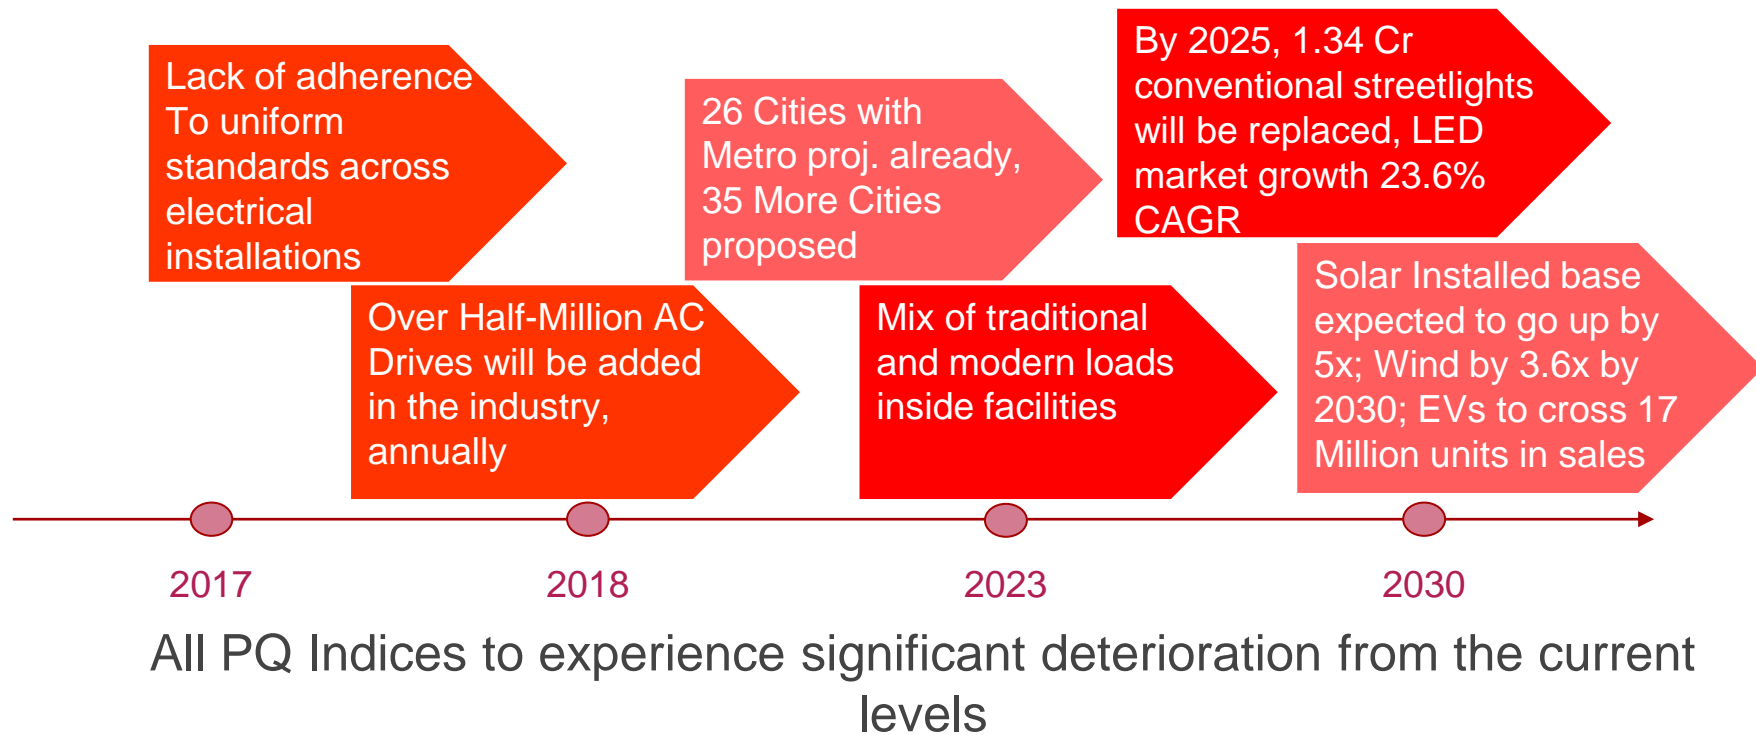 Lack of adherence
To uniform
standards across
electrical
installations
Over Half-Million AC
Drives will be added
in the industry,
annually
26 Cities with
Metro proj. already,
35 More Cities
proposed
Mix of traditional
and modern loads
inside facilities
By 2025, 1.34 Cr
conventional streetlights
will be replaced, LED
market growth 23.6%
CAGR
Solar Installed base
expected to go up by
5x; Wind by 3.6x by
2030; EVs to cross 17
Million units in sales
2017
2018
2023
2030
All PQ Indices to experience significant deterioration from the current
levels